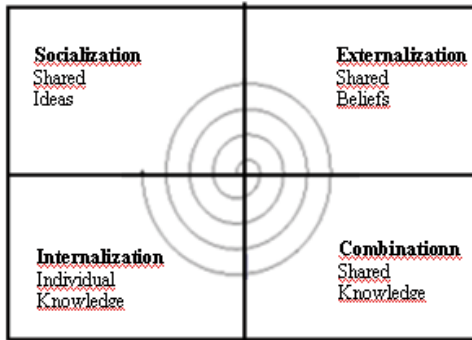 Socialization
Shared
Ideas
Externalization
Shared
Beliefs
Internalization
Individual
Knowledge
Combinationn
Shared
Knowledge